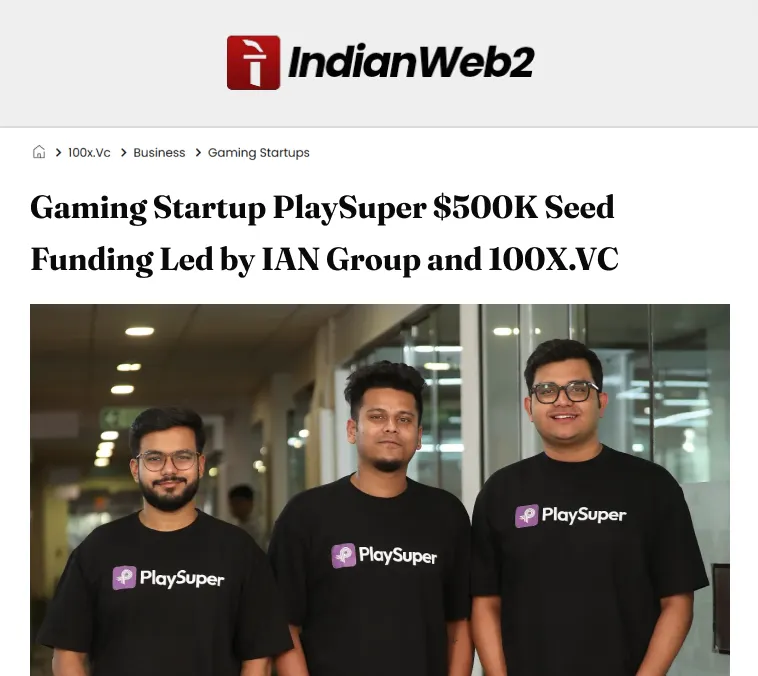 IndianWeb2
100x.Vc
Business
Gaming Startups
Gaming Startup PlaySuper $500K Seed
Funding Led by IAN Group and 100X.VC
PlaySuper
PlaySuper
PlaySuper